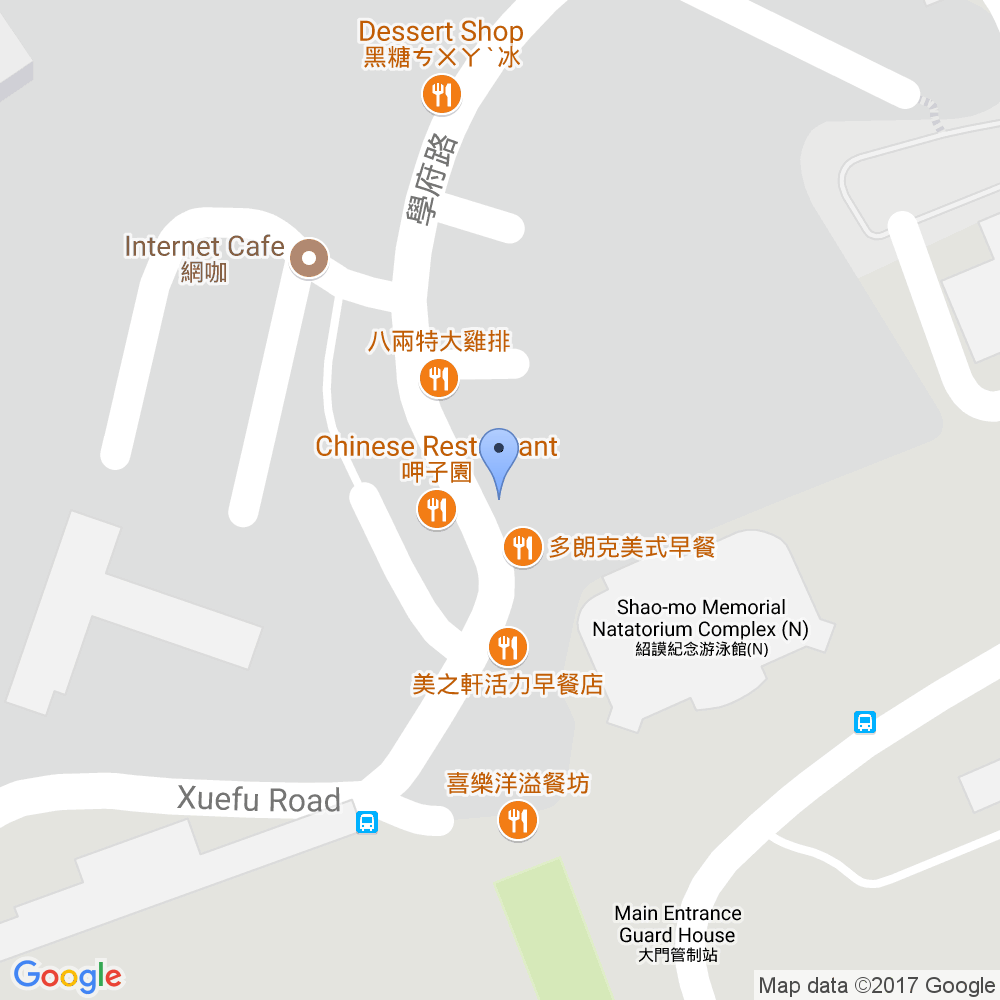 Dessert Shop
黑糖ㄘㄨㄚˋ冰
學府路
Internet Cafe
網咖
八兩特大雞排
Chinese Restaurant
呷子園
多朗克美式早餐
Shao-mo Memorial
Natatorium Complex (N)
紹謨紀念游泳館(N)
美之軒活力早餐店
喜樂洋溢餐坊
Xuefu Road
Main Entrance
Guard House
大門管制站
Google
Map data ©2017 Google